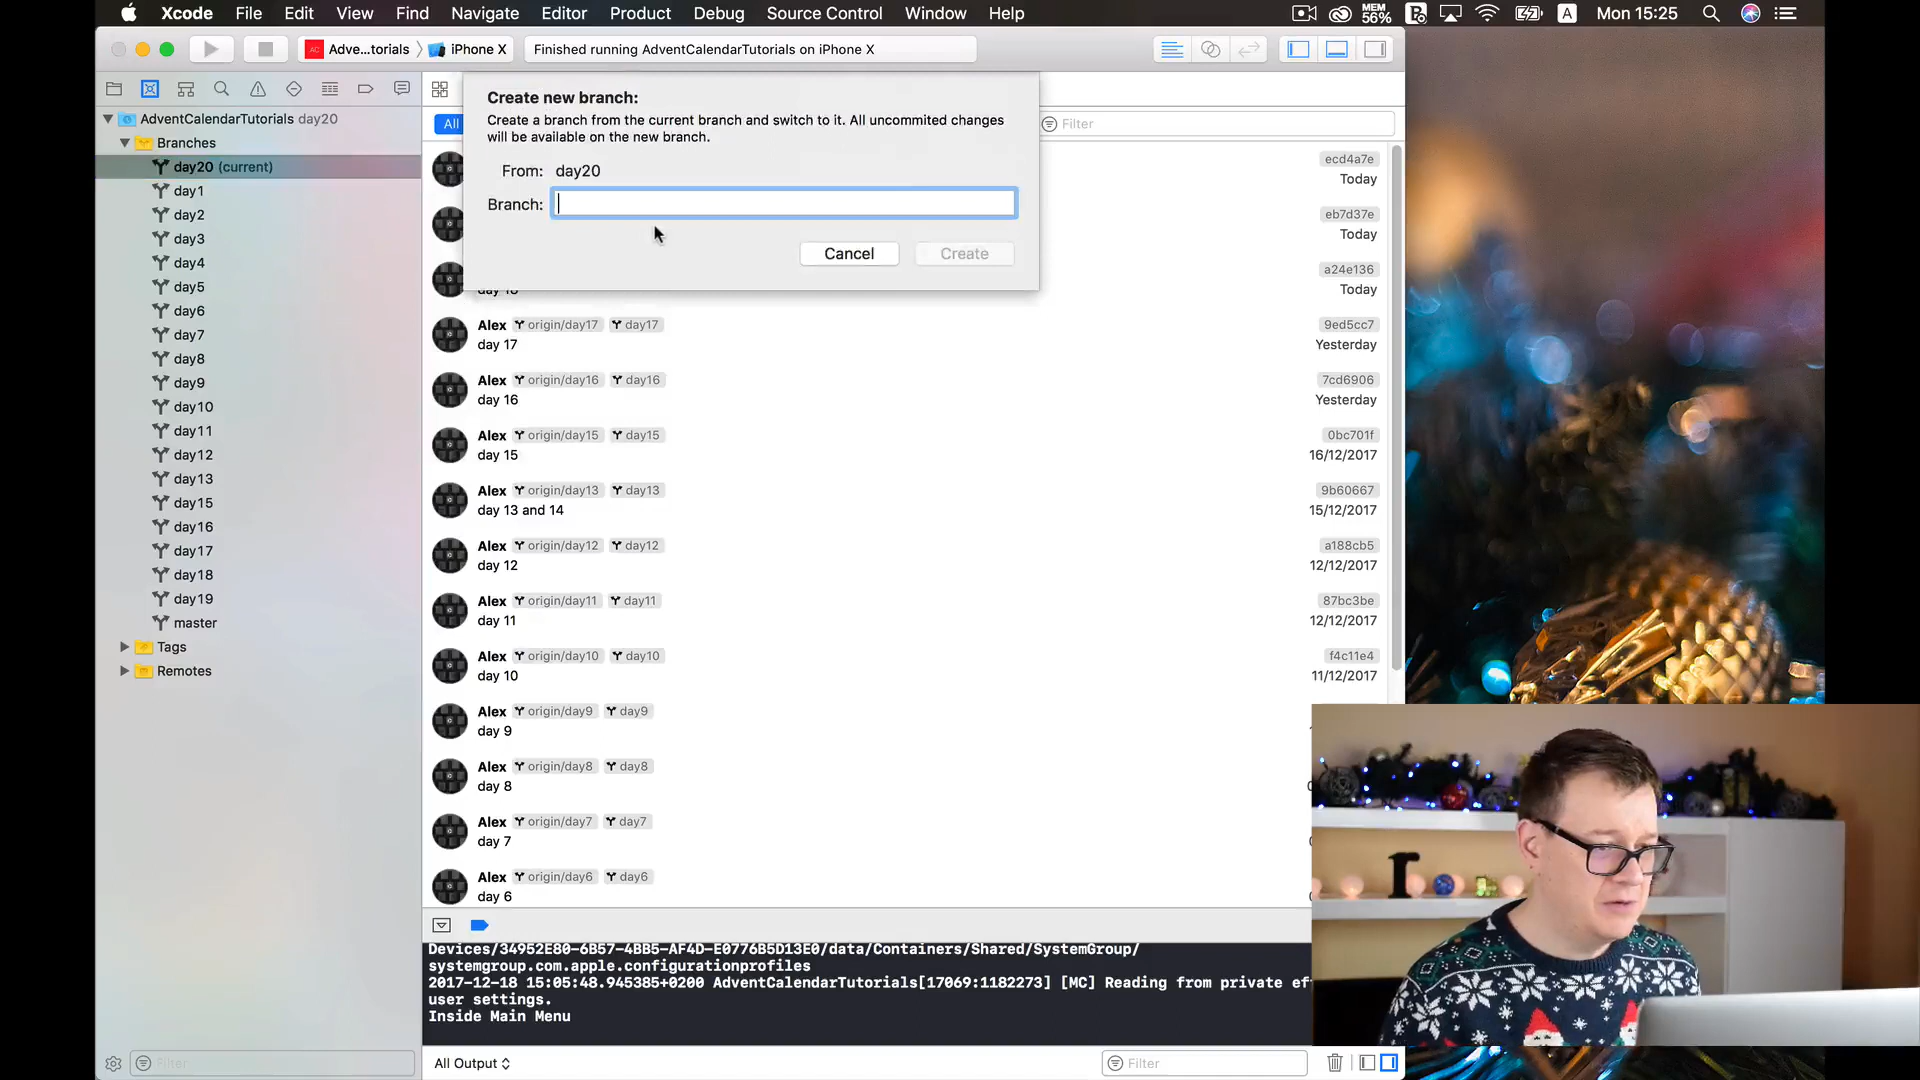 Xcode File Edit View Find Navigate Editor Product Debug Source Control Window Help
MEM 56% A Mon 15:25
Adve...torials iPhone X
Finished running AdventCalendarTutorials on iPhone X
AdventCalendarTutorials day20
Branches
day20 (current)
day1
day2
day3
day4
day5
day6
day7
day8
day9
day10
day11
day12
day13
day15
day16
day17
day18
day19
master
Tags
Remotes
Filter
Create new branch:
Create a branch from the current branch and switch to it. All uncommited changes
will be available on the new branch.
From: day20
Branch:
Cancel Create
All
Filter
ecd4a7e
Today
eb7d37e
Today
a24e136
Today
Alex origin/day17 day17 9ed5cc7
day 17 Yesterday
Alex origin/day16 day16 7cd6906
day 16 Yesterday
Alex origin/day15 day15 0bc701f
day 15 16/12/2017
Alex origin/day13 day13 9b60667
day 13 and 14 15/12/2017
Alex origin/day12 day12 a188cb5
day 12 12/12/2017
Alex origin/day11 day11 87bc3be
day 11 12/12/2017
Alex origin/day10 day10 f4c11e4
day 10 11/12/2017
Alex origin/day9 day9
day 9
Alex origin/day8 day8
day 8
Alex origin/day7 day7
day 7
Alex origin/day6 day6
day 6
Devices/34952E80-6B57-4BB5-AF4D-E0776B5D13E0/data/Containers/Shared/SystemGroup/
systemgroup.com.apple.configurationprofiles
2017-12-18 15:05:48.945385+0200 AdventCalendarTutorials[17069:1182273] [MC] Reading from private ef
user settings.
Inside Main Menu
All Output
Filter
r